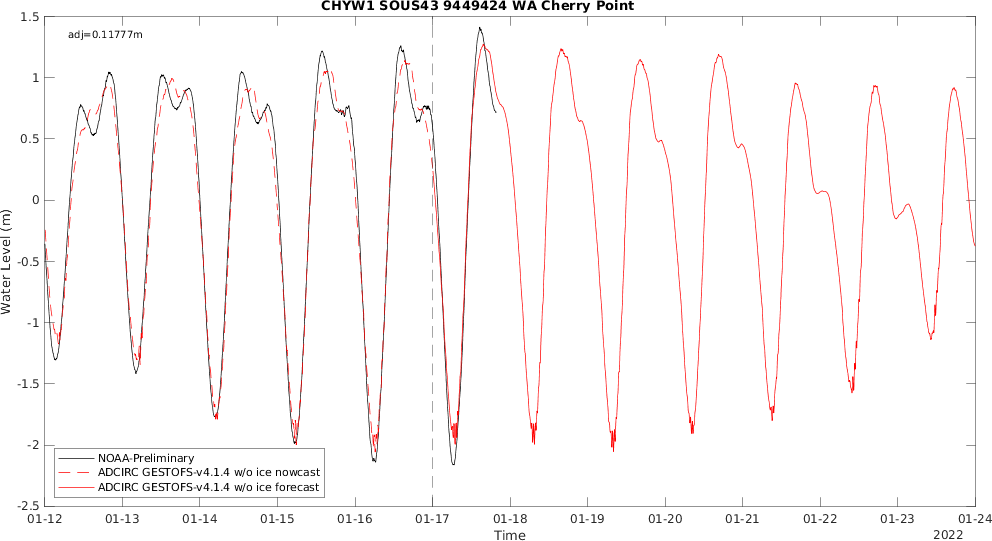 CHYW1 SOUS43 9449424 WA Cherry Point
adj=0.11777m
1.5
1
0.5
0
-0.5
-1
-1.5
-2
-2.5
Water Level (m)
NOAA-Preliminary
ADCIRC GESTOFS-v4.1.4 w/o ice nowcast
ADCIRC GESTOFS-v4.1.4 w/o ice forecast
01-12 01-13 01-14 01-15 01-16 01-17 01-18 01-19 01-20 01-21 01-22 01-23 01-24
Time
2022